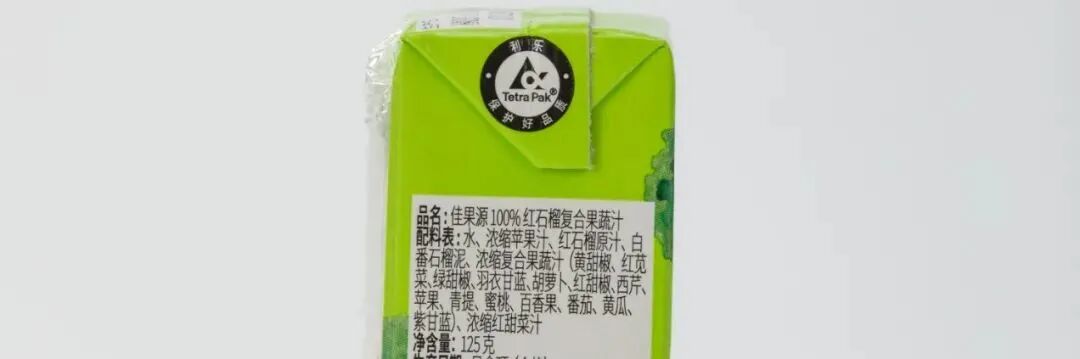 利乐
Tetra Pak®
保护好品质
品名:佳果源100%红石榴复合果蔬汁
配料表:水、浓缩苹果汁、红石榴原汁、白
番石榴泥、浓缩复合果蔬汁(黄甜椒、红苋
菜、绿甜椒、羽衣甘蓝、胡萝卜、红甜椒、西芹、
苹果、青提、蜜桃、百香果、番茄、黄瓜、
紫甘蓝)、浓缩红甜菜汁
净含量:125克